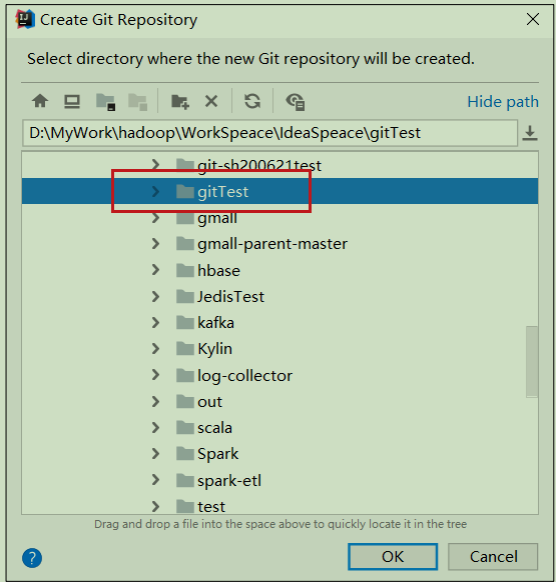 Create Git Repository
Select directory where the new Git repository will be created.
Hide path
D:\MyWork\hadoop\WorkSpeace\IdeaSpeace\gitTest
git-sh200621test
gitTest
gmall
gmall-parent-master
hbase
JedisTest
kafka
Kylin
log-collector
out
scala
Spark
spark-etl
test
Drag and drop a file into the space above to quickly locate it in the tree
?
OK
Cancel